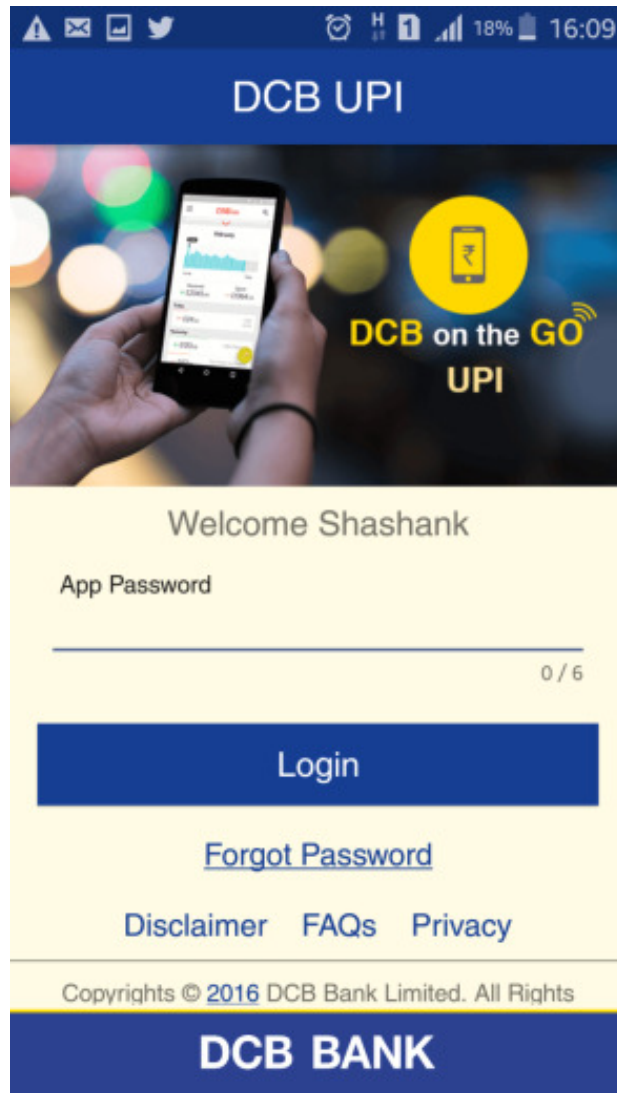 18% 16:09
DCB UPI
DCB on the GO
UPI
Welcome Shashank
App Password
0 / 6
Login
Forgot Password
Disclaimer FAQs Privacy
Copyrights © 2016 DCB Bank Limited. All Rights
DCB BANK